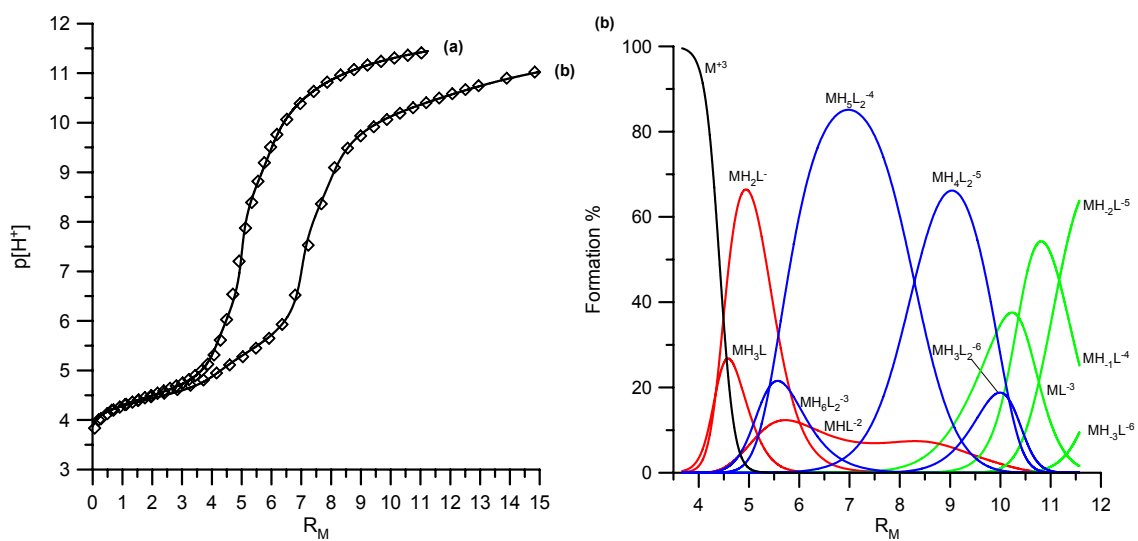 12
11
10
9
8
7
6
5
4
3
p[H+]
(a)
(b)
0 1 2 3 4 5 6 7 8 9 10 11 12 13 14 15
RM
(b)
100
80
60
40
20
0
Formation %
M+3
MH5L2-4
MH2L-
MH4L2-5
MH-2L-5
MH3L
MH3L2-6
MH-1L-4
MH6L2-3
ML-3
MHL-2
MH-3L-6
4 5 6 7 8 9 10 11 12
RM